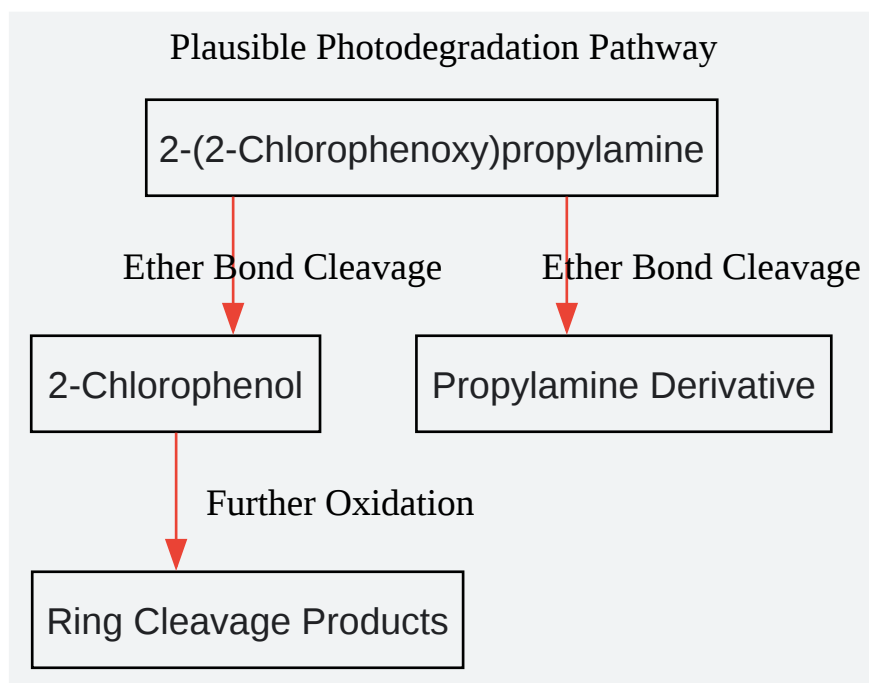 Plausible Photodegradation Pathway
2-(2-Chlorophenoxy)propylamine
Ether Bond Cleavage
Ether Bond Cleavage
2-Chlorophenol
Propylamine Derivative
Further Oxidation
Ring Cleavage Products